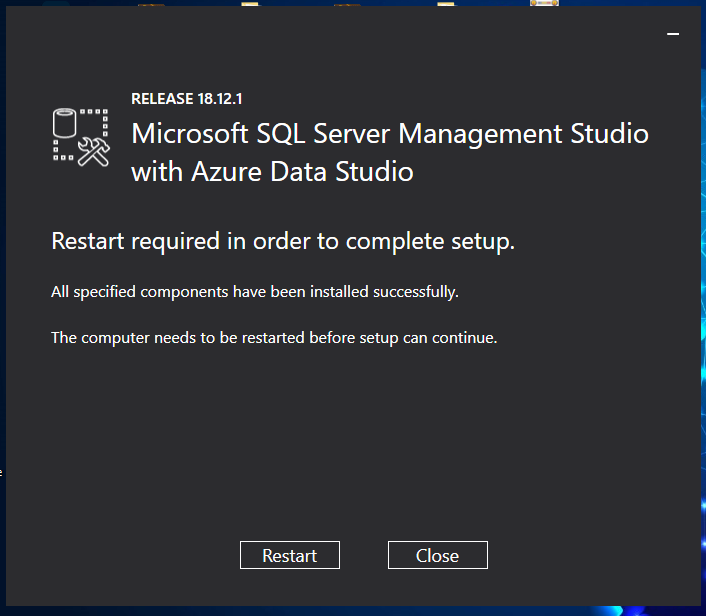 RELEASE 18.12.1
Microsoft SQL Server Management Studio
with Azure Data Studio
Restart required in order to complete setup.
All specified components have been installed successfully.
The computer needs to be restarted before setup can continue.
e
Restart Close